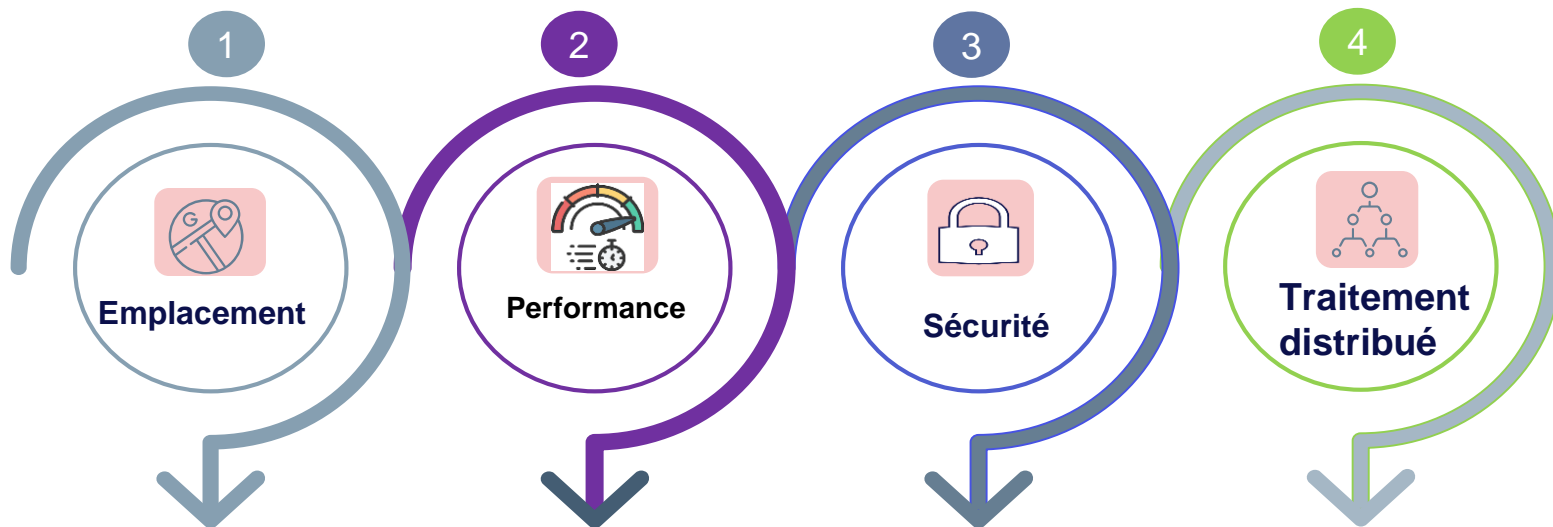 1
2
3
4
G
Emplacement
Performance
Sécurité
Traitement
distribué